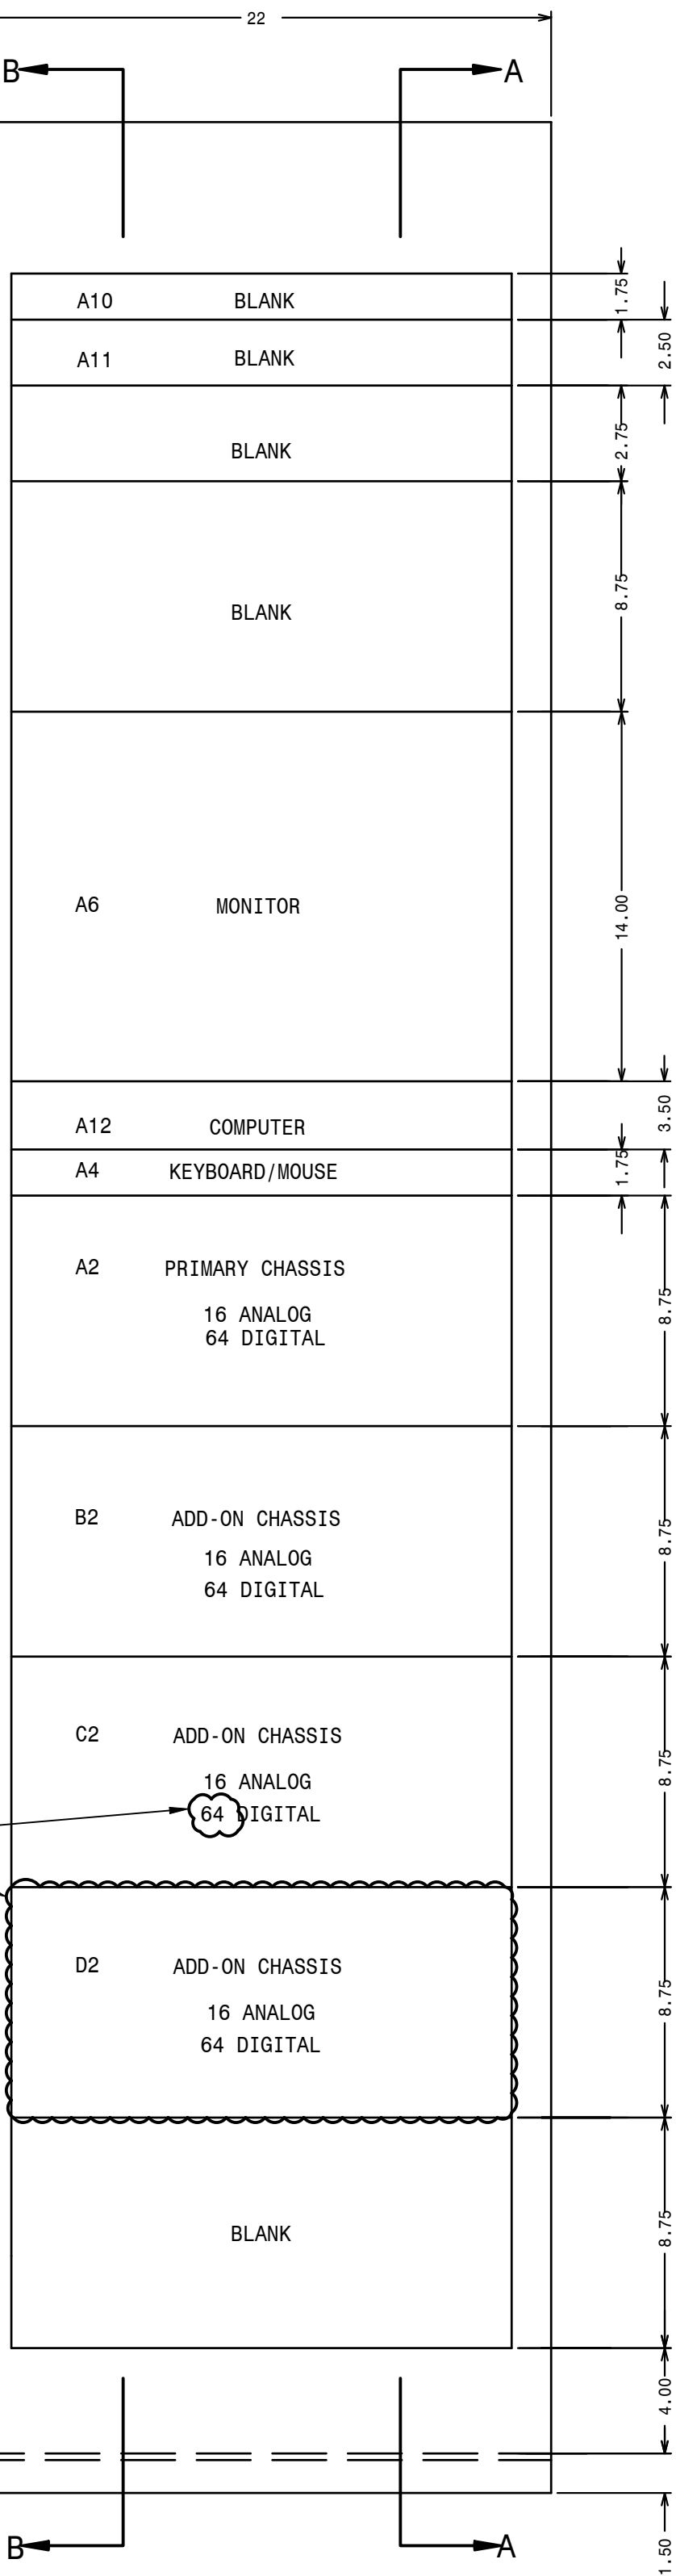 22
B A
A10 BLANK 1.75
A11 BLANK 2.50
BLANK 2.75
BLANK 8.75
A6 MONITOR 14.00
A12 COMPUTER 3.50
A4 KEYBOARD/MOUSE 1.75
A2 PRIMARY CHASSIS
16 ANALOG 8.75
64 DIGITAL
B2 ADD-ON CHASSIS 8.75
16 ANALOG
64 DIGITAL
C2 ADD-ON CHASSIS 8.75
16 ANALOG
64 DIGITAL
D2 ADD-ON CHASSIS 8.75
16 ANALOG
64 DIGITAL
BLANK 8.75
4.00
B A
1.50